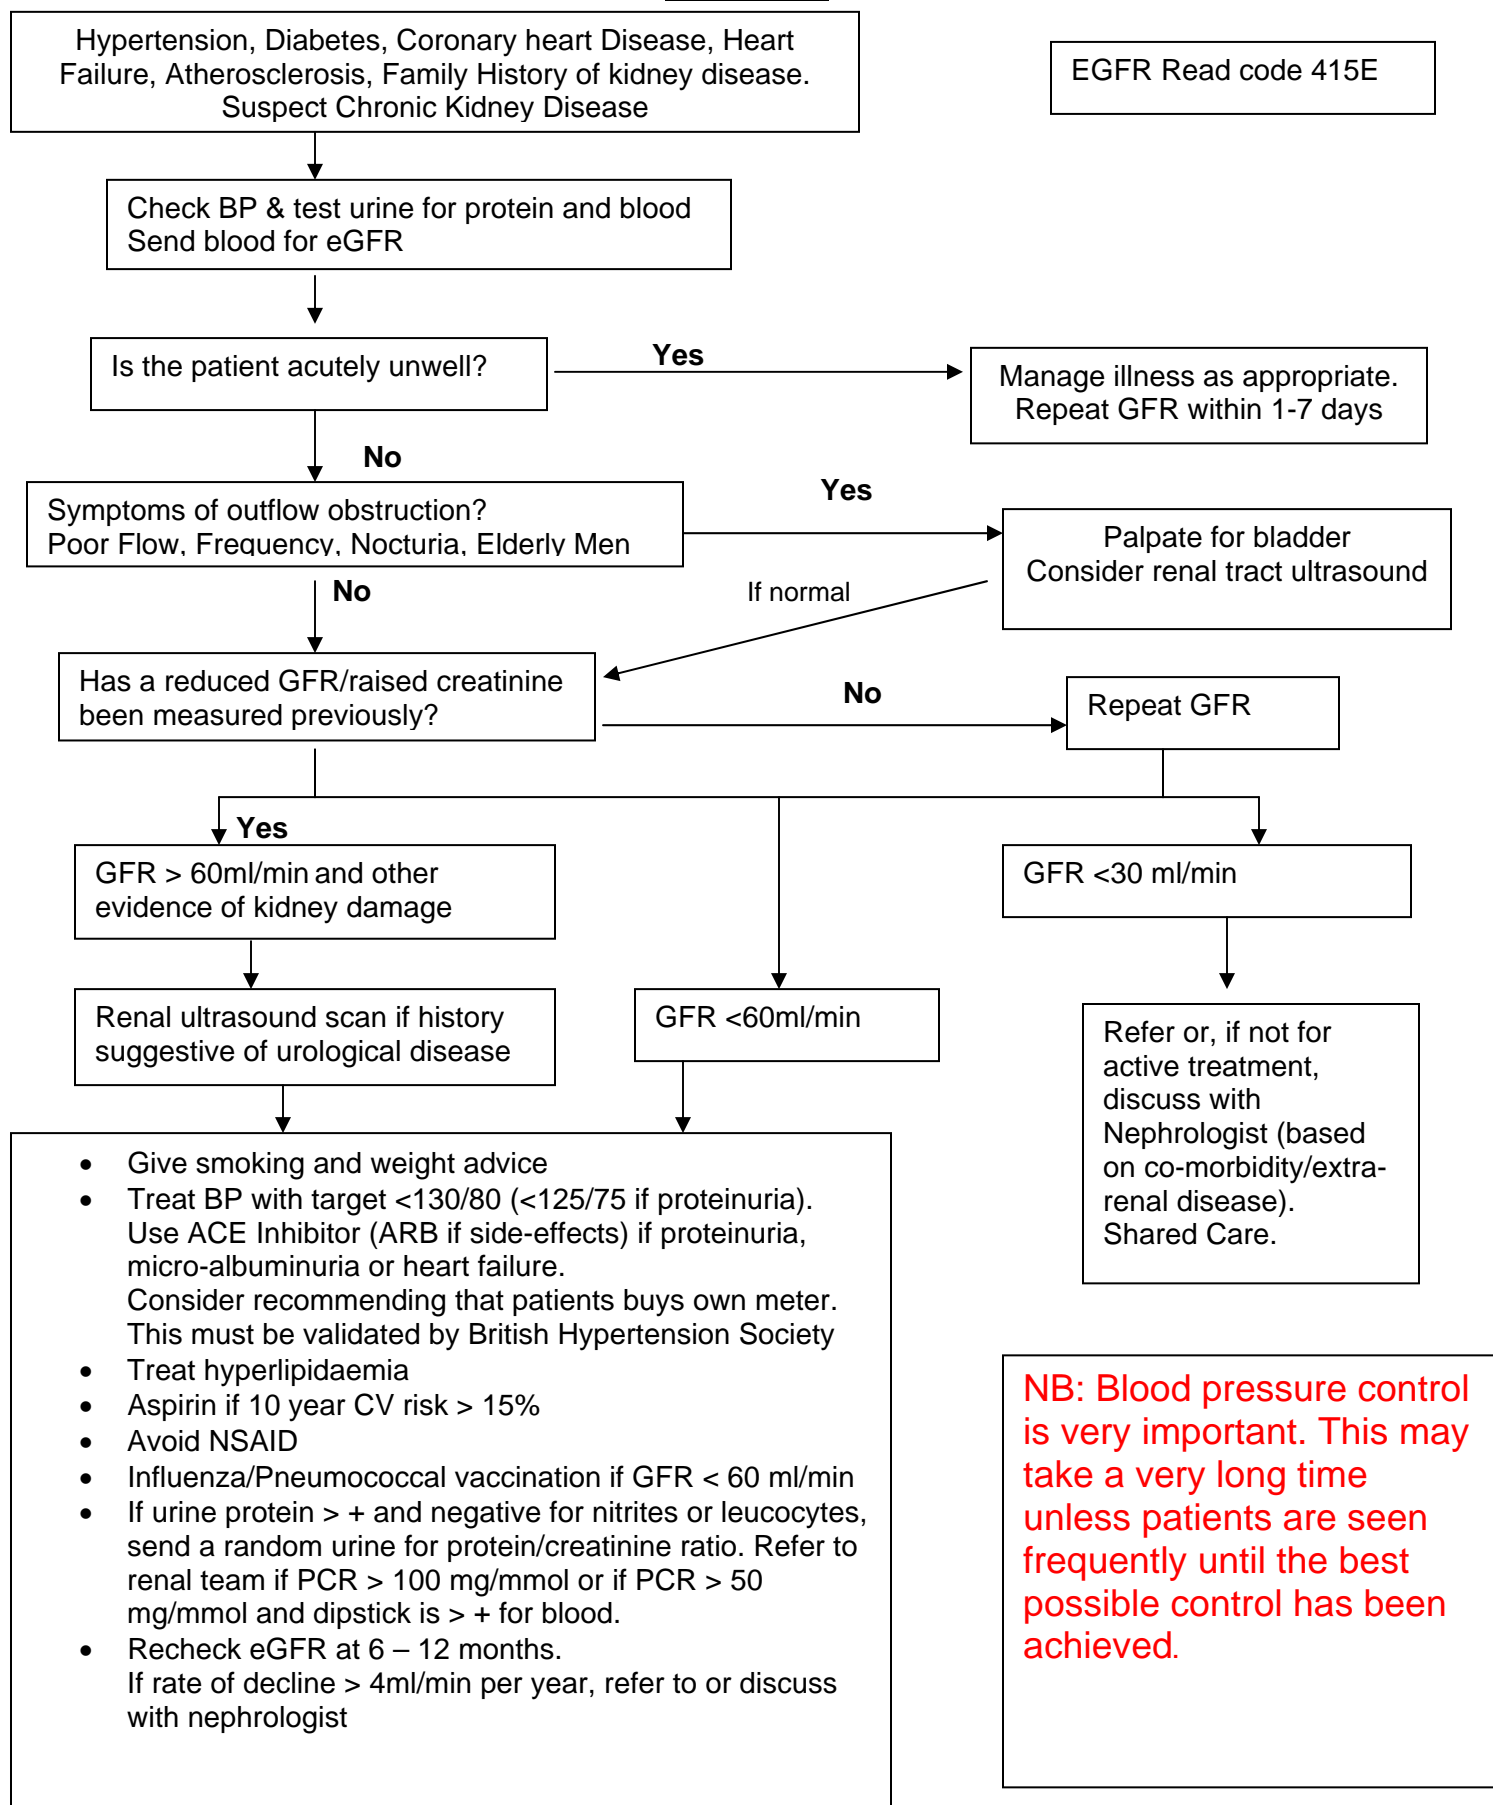 Hypertension, Diabetes, Coronary heart Disease, Heart
Failure, Atherosclerosis, Family History of kidney disease.
Suspect Chronic Kidney Disease
EGFR Read code 415E
Check BP & test urine for protein and blood
Send blood for eGFR
Is the patient acutely unwell?
Yes
Manage illness as appropriate.
Repeat GFR within 1-7 days
No
Symptoms of outflow obstruction?
Poor Flow, Frequency, Nocturia, Elderly Men
Yes
Palpate for bladder
Consider renal tract ultrasound
No
If normal
Has a reduced GFR/raised creatinine
been measured previously?
No
Repeat GFR
Yes
GFR > 60ml/min and other
evidence of kidney damage
GFR <30 ml/min
Renal ultrasound scan if history
suggestive of urological disease
GFR <60ml/min
Refer or, if not for
active treatment,
discuss with
Nephrologist (based
on co-morbidity/extra-
renal disease).
Shared Care.
• Give smoking and weight advice
• Treat BP with target <130/80 (<125/75 if proteinuria).
Use ACE Inhibitor (ARB if side-effects) if proteinuria,
micro-albuminuria or heart failure.
Consider recommending that patients buys own meter.
This must be validated by British Hypertension Society
• Treat hyperlipidaemia
• Aspirin if 10 year CV risk > 15%
• Avoid NSAID
• Influenza/Pneumococcal vaccination if GFR < 60 ml/min
• If urine protein > + and negative for nitrites or leucocytes,
send a random urine for protein/creatinine ratio. Refer to
renal team if PCR > 100 mg/mmol or if PCR > 50
mg/mmol and dipstick is > + for blood.
• Recheck eGFR at 6 – 12 months.
If rate of decline > 4ml/min per year, refer to or discuss
with nephrologist
NB: Blood pressure control
is very important. This may
take a very long time
unless patients are seen
frequently until the best
possible control has been
achieved.